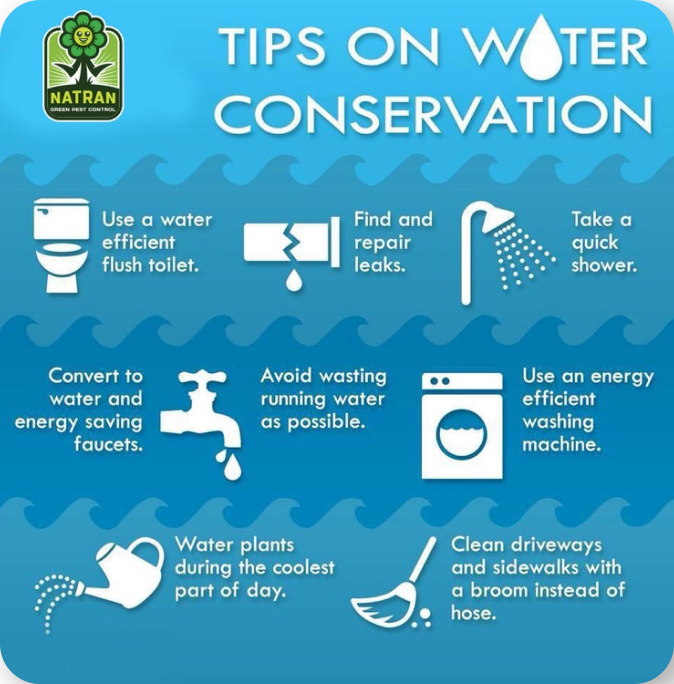 NATRAN
GREEN PEST CONTROL
TIPS ON WATER
CONSERVATION
Use a water
efficient
flush toilet.
Find and
repair
leaks.
Take a
quick
shower.
Convert to
water and
energy saving
faucets.
Avoid wasting
running water
as possible.
Use an energy
efficient
washing
machine.
Water plants
during the coolest
part of day.
Clean driveways
and sidewalks with
a broom instead of
hose.